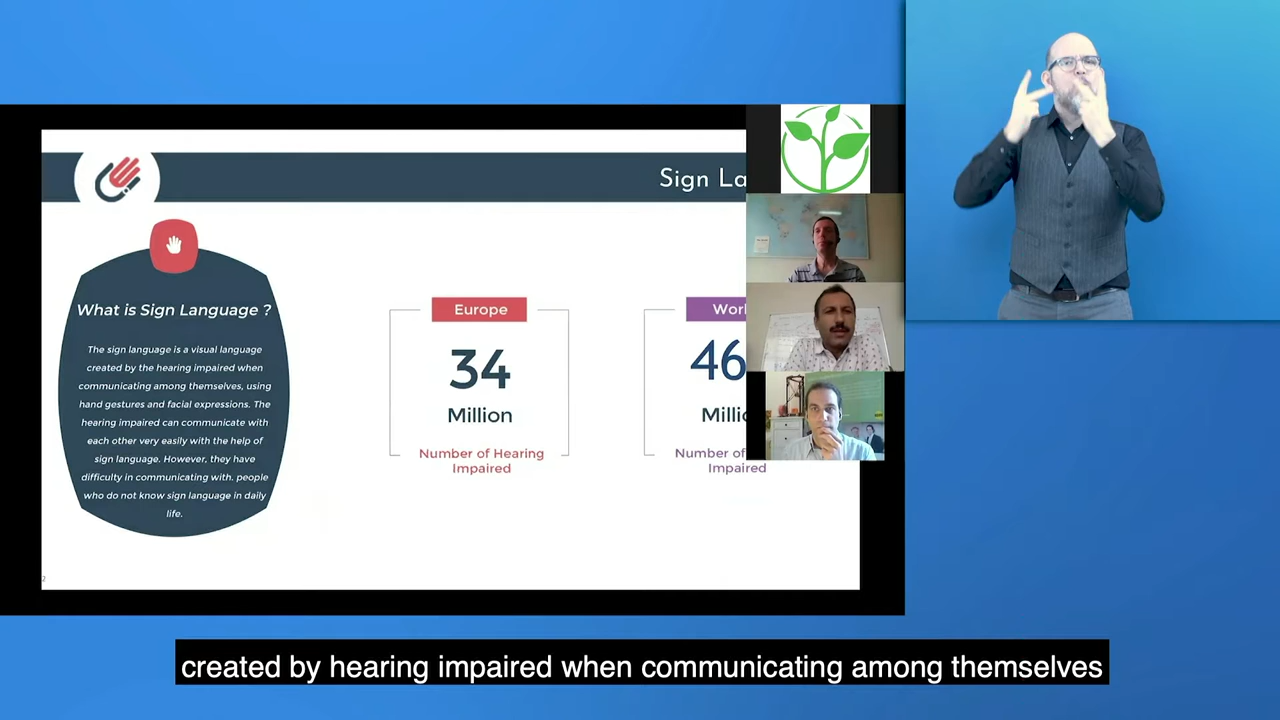 Sign La
What is Sign Language ?
The sign language is a visual language
created by the hearing impaired when
communicating among themselves, using
hand gestures and facial expressions. The
hearing impaired can communicate with
each other very easily with the help of
sign language. However, they have
difficulty in communicating with. people
who do not know sign language in daily
life.
Europe
34
Million
Number of Hearing
Impaired
Worl
46
Millio
Number of
Impaired
2
created by hearing impaired when communicating among themselves